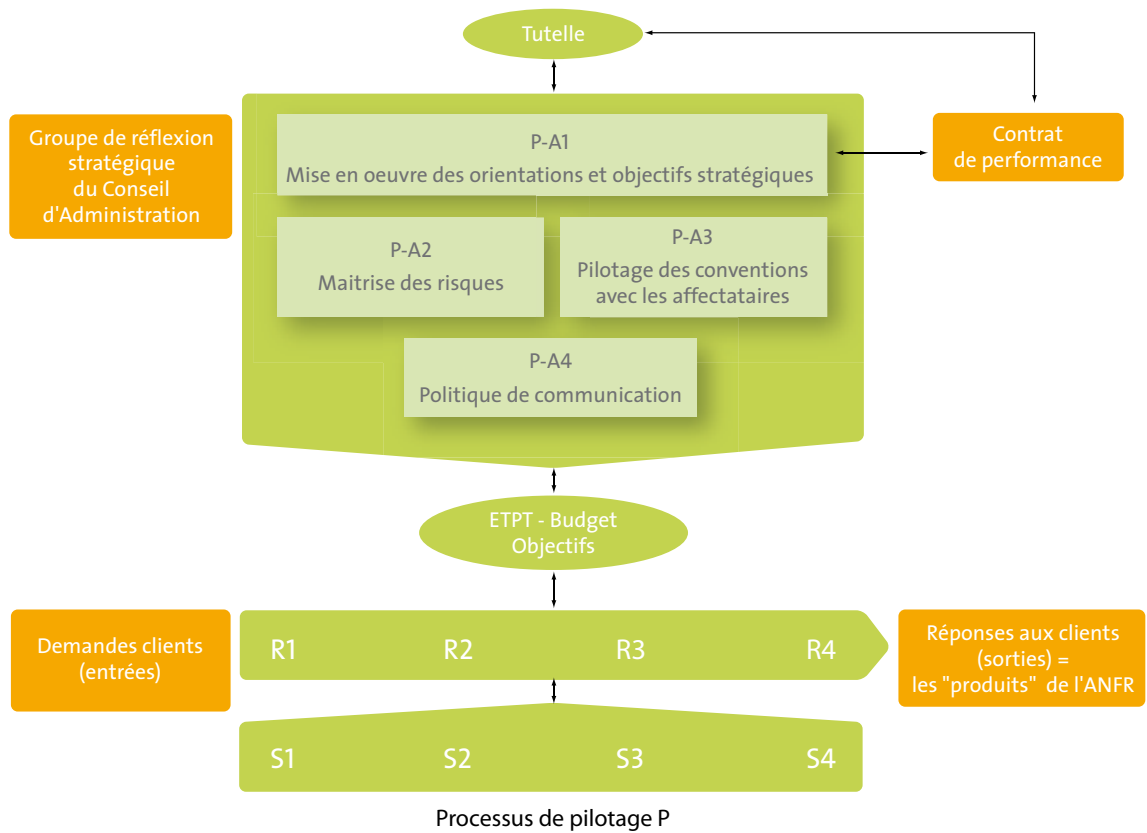 Tutelle
Groupe de réflexion
stratégique
du Conseil
d'Administration
P-A1
Mise en oeuvre des orientations et objectifs stratégiques
Contrat
de performance
P-A2
Maitrise des risques
P-A3
Pilotage des conventions
avec les affectataires
P-A4
Politique de communication
ETPT - Budget
Objectifs
Demandes clients
(entrées)
R1 R2 R3 R4
Réponses aux clients
(sorties) =
les "produits" de l'ANFR
S1 S2 S3 S4
Processus de pilotage P